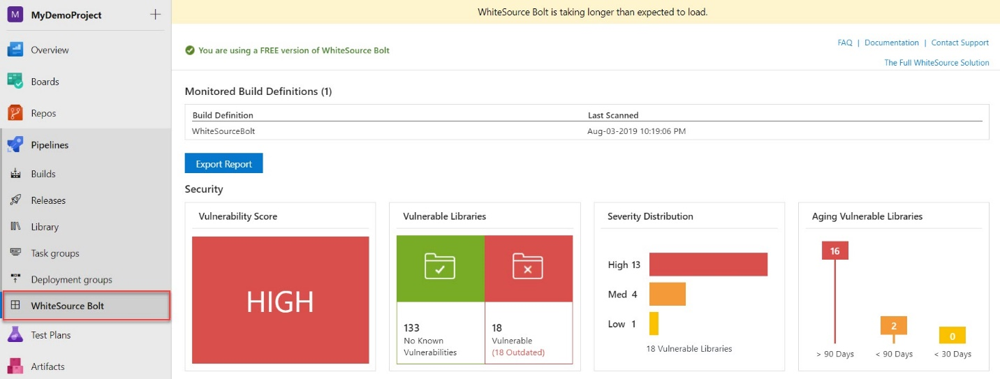 M MyDemoProject +
Overview
Boards
Repos
Pipelines
Builds
Releases
Library
Task groups
Deployment groups
WhiteSource Bolt
Test Plans
Artifacts
WhiteSource Bolt is taking longer than expected to load.
You are using a FREE version of WhiteSource Bolt
FAQ | Documentation | Contact Support
The Full WhiteSource Solution
Monitored Build Definitions (1)
Build Definition Last Scanned
WhiteSourceBolt Aug-03-2019 10:19:06 PM
Export Report
Security
Vulnerability Score
HIGH
Vulnerable Libraries
133
No Known
Vulnerabilities
18
Vulnerable
(18 Outdated)
Severity Distribution
High 13
Med 4
Low 1
18 Vulnerable Libraries
Aging Vulnerable Libraries
16
2
0
> 90 Days < 90 Days < 30 Days